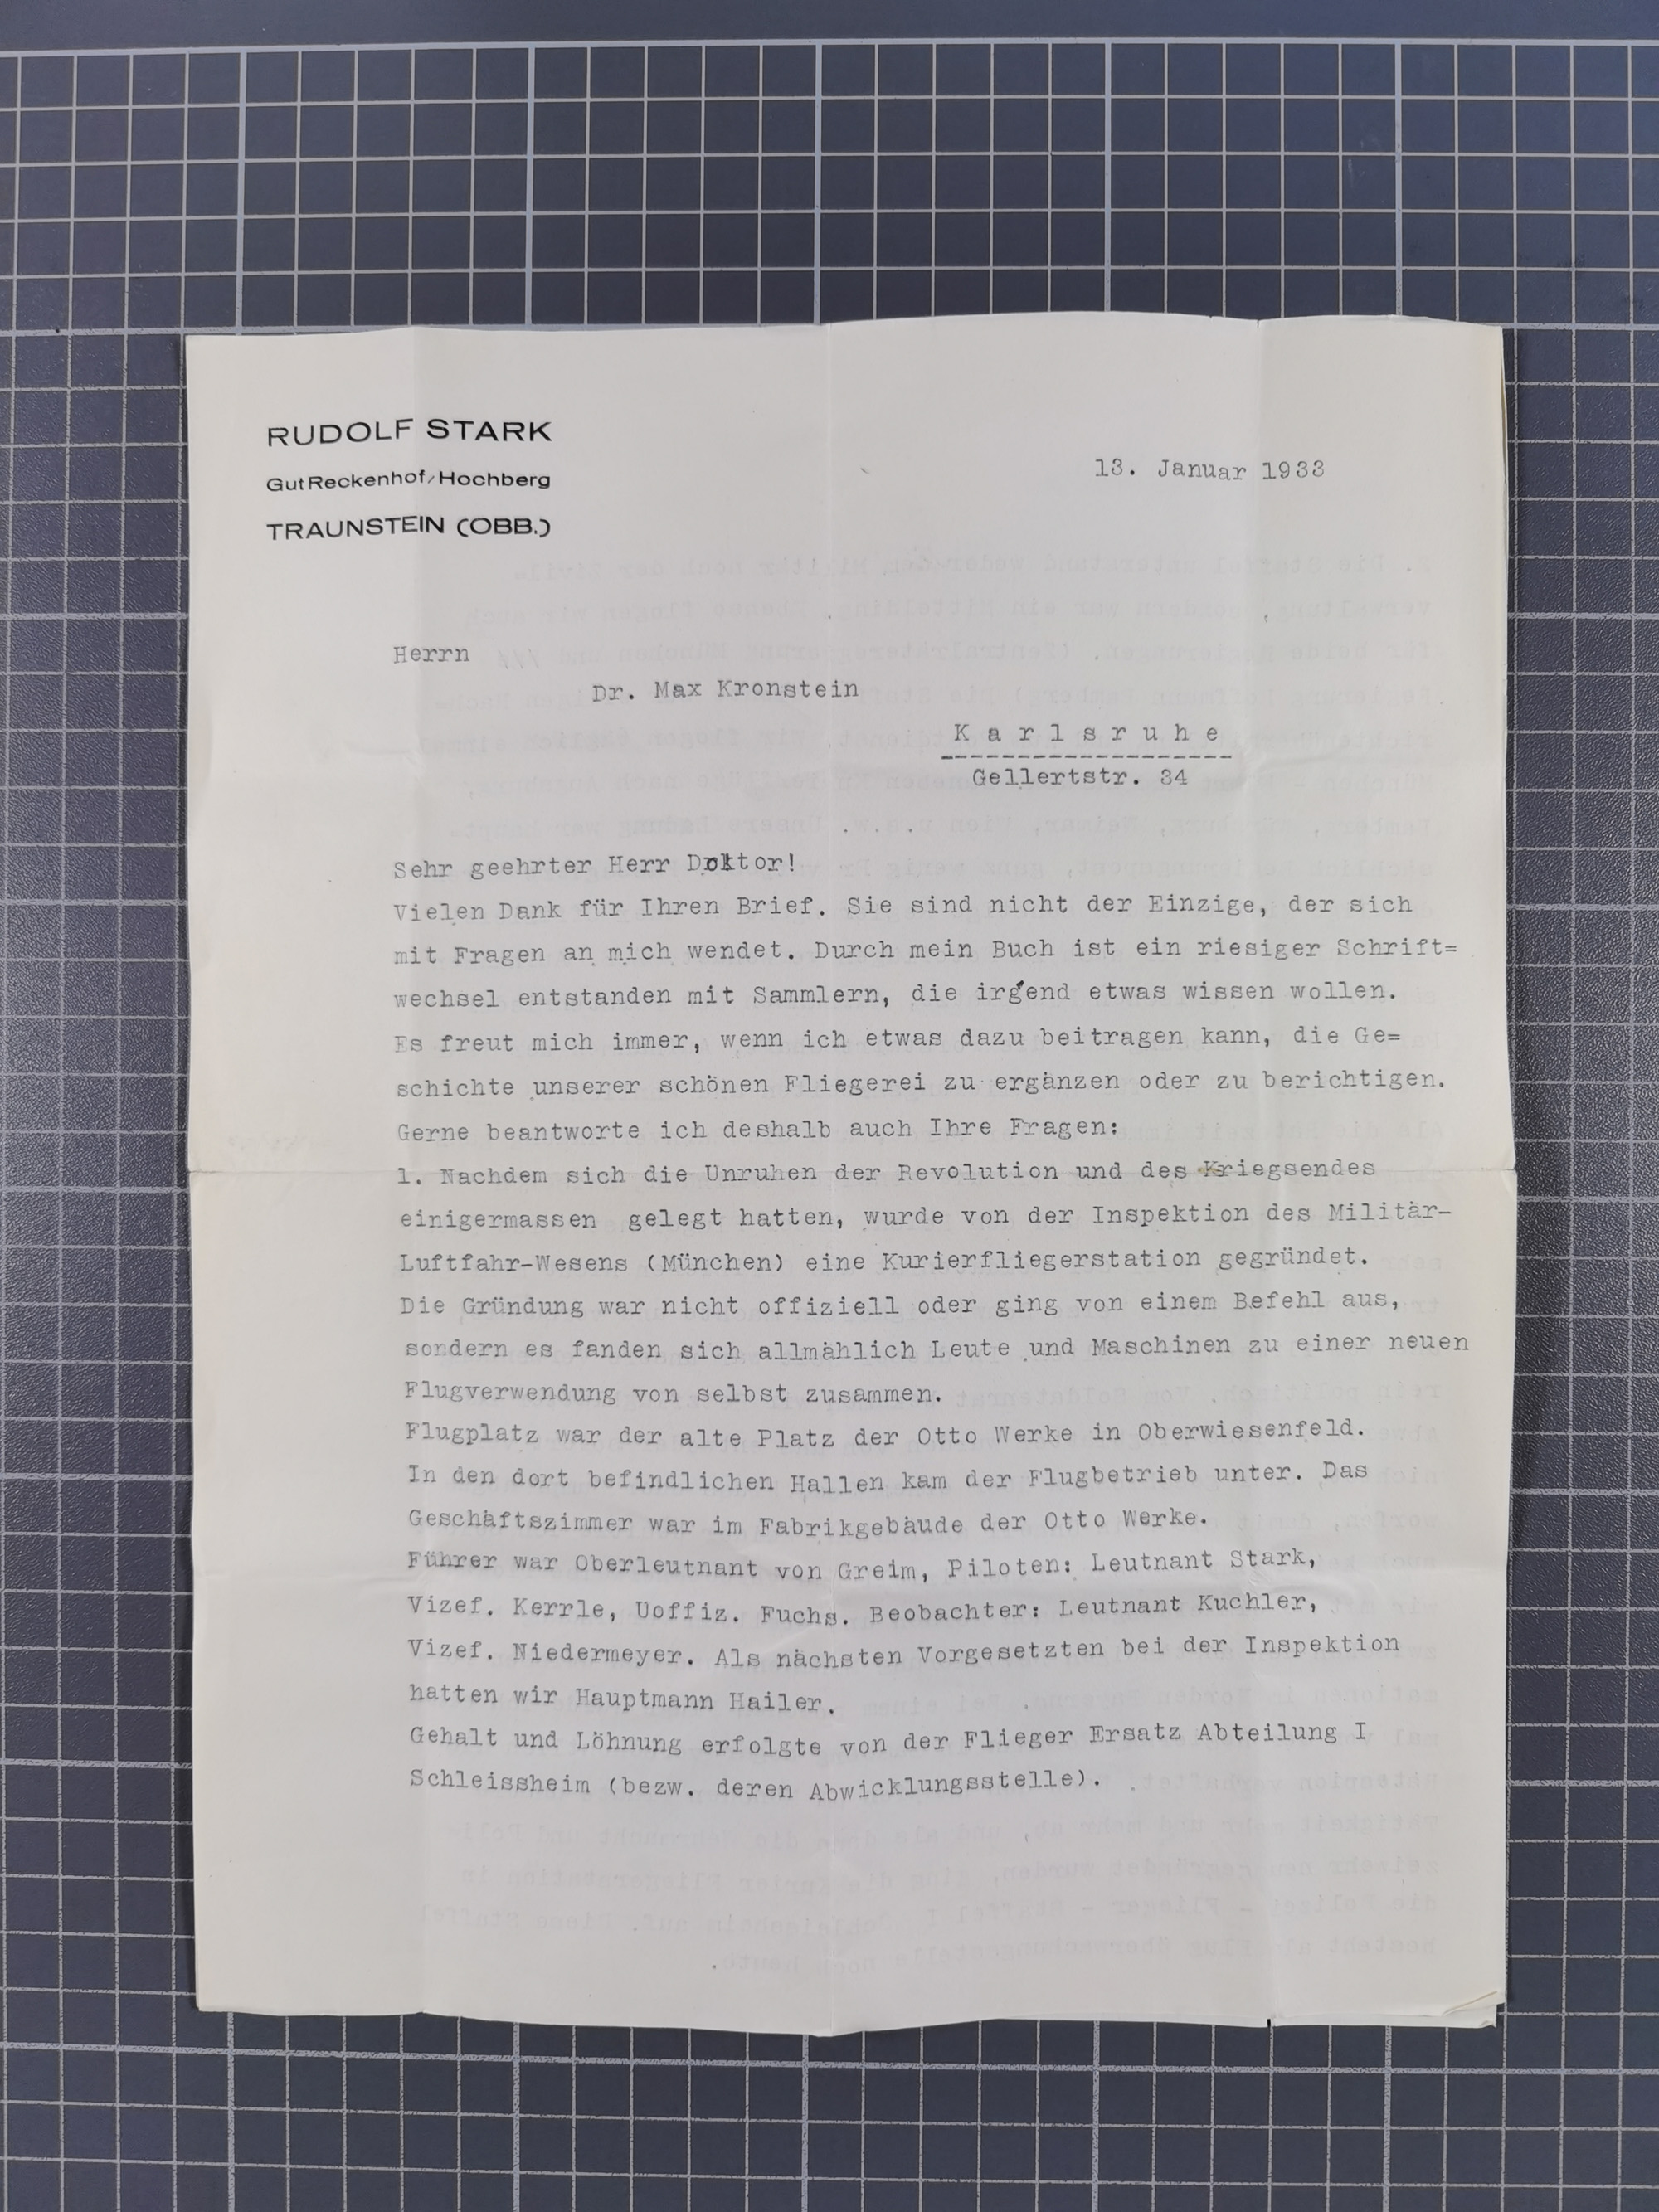 RUDOLF STARK
Gut Reckenhof/Hochberg
TRAUNSTEIN (OBB.)
13. Januar 1933
Herrn
Dr. Max Kronstein
K a r l s r u h e
-------------------
Gellertstr. 34
Sehr geehrter Herr Doktor!
Vielen Dank für Ihren Brief. Sie sind nicht der Einzige, der sich
mit Fragen an mich wendet. Durch mein Buch ist ein riesiger Schrift=
wechsel entstanden mit Sammlern, die irgend etwas wissen wollen.
Es freut mich immer, wenn ich etwas dazu beitragen kann, die Ge=
schichte unserer schönen Fliegerei zu ergänzen oder zu berichtigen.
Gerne beantworte ich deshalb auch Ihre Fragen:
1. Nachdem sich die Unruhen der Revolution und des Kriegsendes
einigermassen gelegt hatten, wurde von der Inspektion des Militär-
Luftfahr-Wesens (München) eine Kurierfliegerstation gegründet.
Die Gründung war nicht offiziell oder ging von einem Befehl aus,
sondern es fanden sich allmählich Leute und Maschinen zu einer neuen
Flugverwendung von selbst zusammen.
Flugplatz war der alte Platz der Otto Werke in Oberwiesenfeld.
In den dort befindlichen Hallen kam der Flugbetrieb unter. Das
Geschäftszimmer war im Fabrikgebäude der Otto Werke.
Führer war Oberleutnant von Greim, Piloten: Leutnant Stark,
Vizef. Kerrle, Uoffiz. Fuchs. Beobachter: Leutnant Kuchler,
Vizef. Niedermeyer. Als nächsten Vorgesetzten bei der Inspektion
hatten wir Hauptmann Hailer.
Gehalt und Löhnung erfolgte von der Flieger Ersatz Abteilung I
Schleissheim (bezw. deren Abwicklungsstelle).